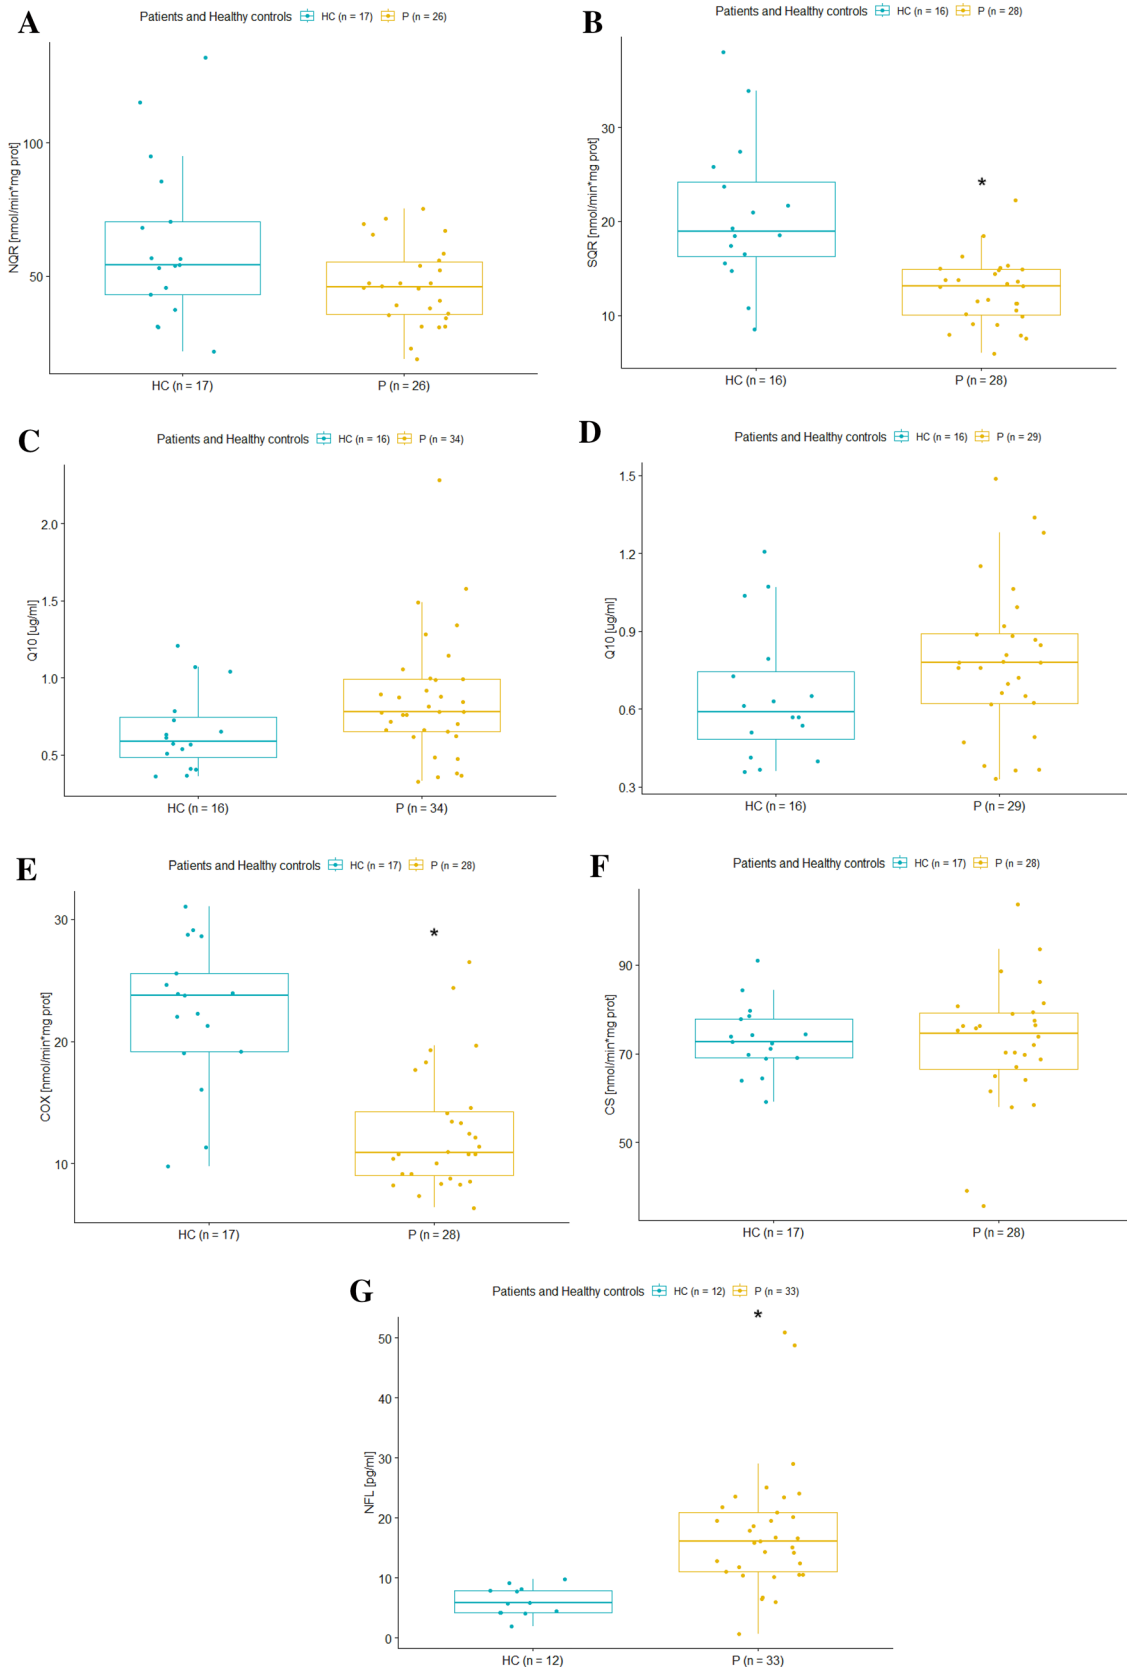 A
Patients and Healthy controls HC (n = 17) P (n = 26)
NQR [nmol/min*mg prot]
100
50
HC (n = 17) P (n = 26)
B
Patients and Healthy controls HC (n = 16) P (n = 28)
SQR [nmol/min*mg prot]
30
20
10
*
HC (n = 16) P (n = 28)
C
Patients and Healthy controls HC (n = 16) P (n = 34)
Q10 [ug/ml]
2.0
1.5
1.0
0.5
HC (n = 16) P (n = 34)
D
Patients and Healthy controls HC (n = 16) P (n = 29)
Q10 [ug/ml]
1.5
1.2
0.9
0.6
0.3
HC (n = 16) P (n = 29)
E
Patients and Healthy controls HC (n = 17) P (n = 28)
COX [nmol/min*mg prot]
30
20
10
*
HC (n = 17) P (n = 28)
F
Patients and Healthy controls HC (n = 17) P (n = 28)
CS [nmol/min*mg prot]
90
70
50
HC (n = 17) P (n = 28)
G
Patients and Healthy controls HC (n = 12) P (n = 33)
NFL [pg/ml]
*
50
40
30
20
10
0
HC (n = 12) P (n = 33)